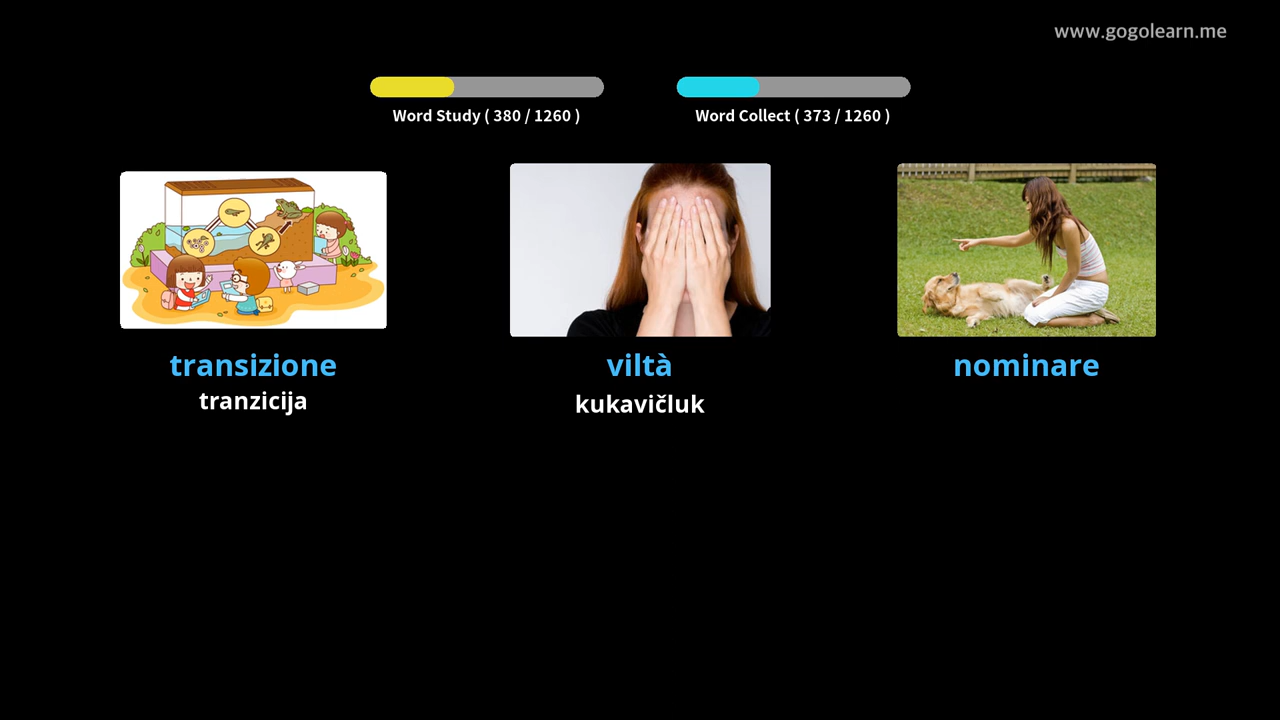 www.gogolearn.me
Word Study ( 380 / 1260 )
Word Collect ( 373 / 1260 )
transizione
tranzicija
viltà
kukavičluk
nominare